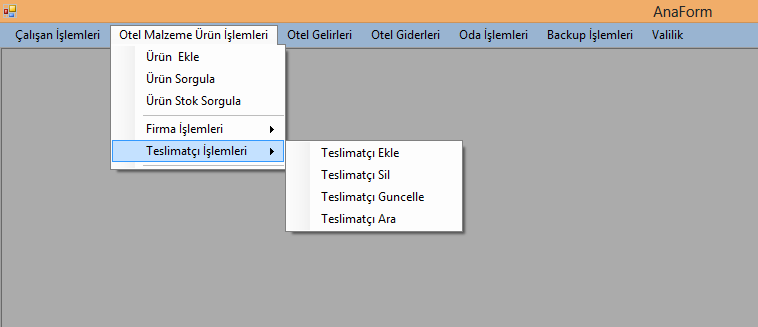 AnaForm
Çalışan İşlemleri Otel Malzeme Ürün İşlemleri Otel Gelirleri Otel Giderleri Oda İşlemleri Backup İşlemleri Valilik
Ürün Ekle
Ürün Sorgula
Ürün Stok Sorgula
Firma İşlemleri
Teslimatçı İşlemleri
Teslimatçı Ekle
Teslimatçı Sil
Teslimatçı Guncelle
Teslimatçı Ara